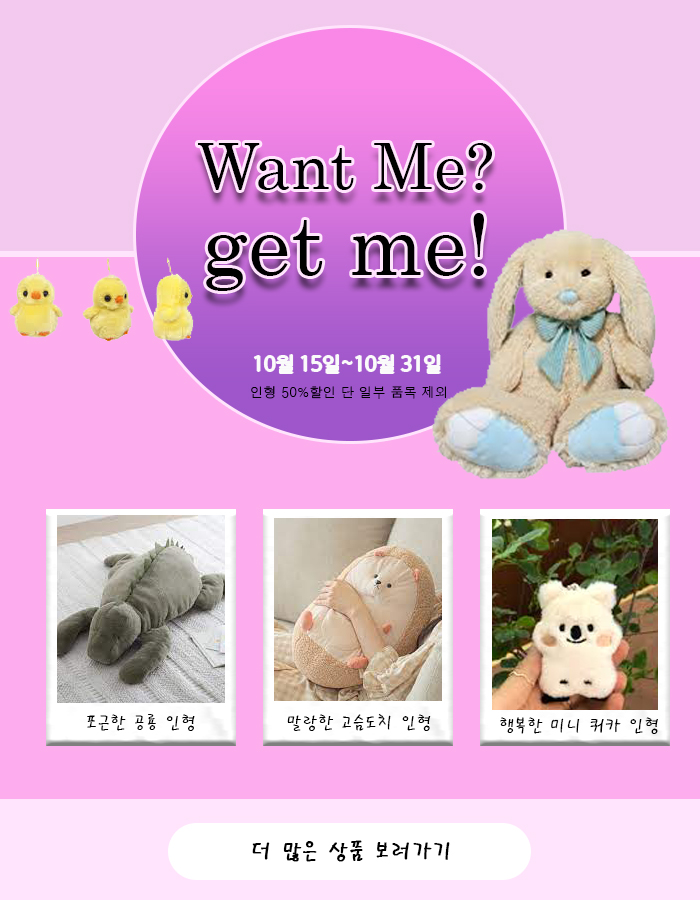 Want Me?
get me!
10월 15일~10월 31일
인형 50%할인 단 일부 품목 제외
포근한 공룡 인형
말랑한 고슴도치 인형
행복한 미니 쿼카 인형
더 많은 상품 보러가기